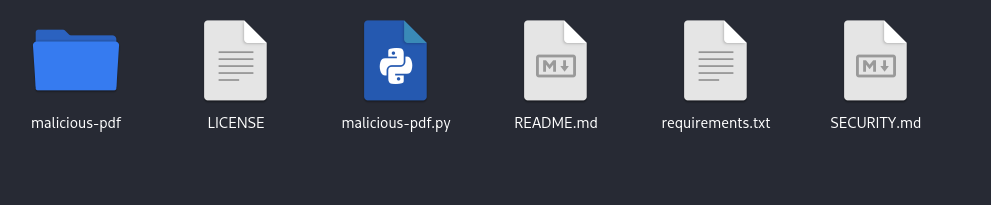 malicious-pdf
LICENSE
malicious-pdf.py
README.md
requirements.txt
SECURITY.md